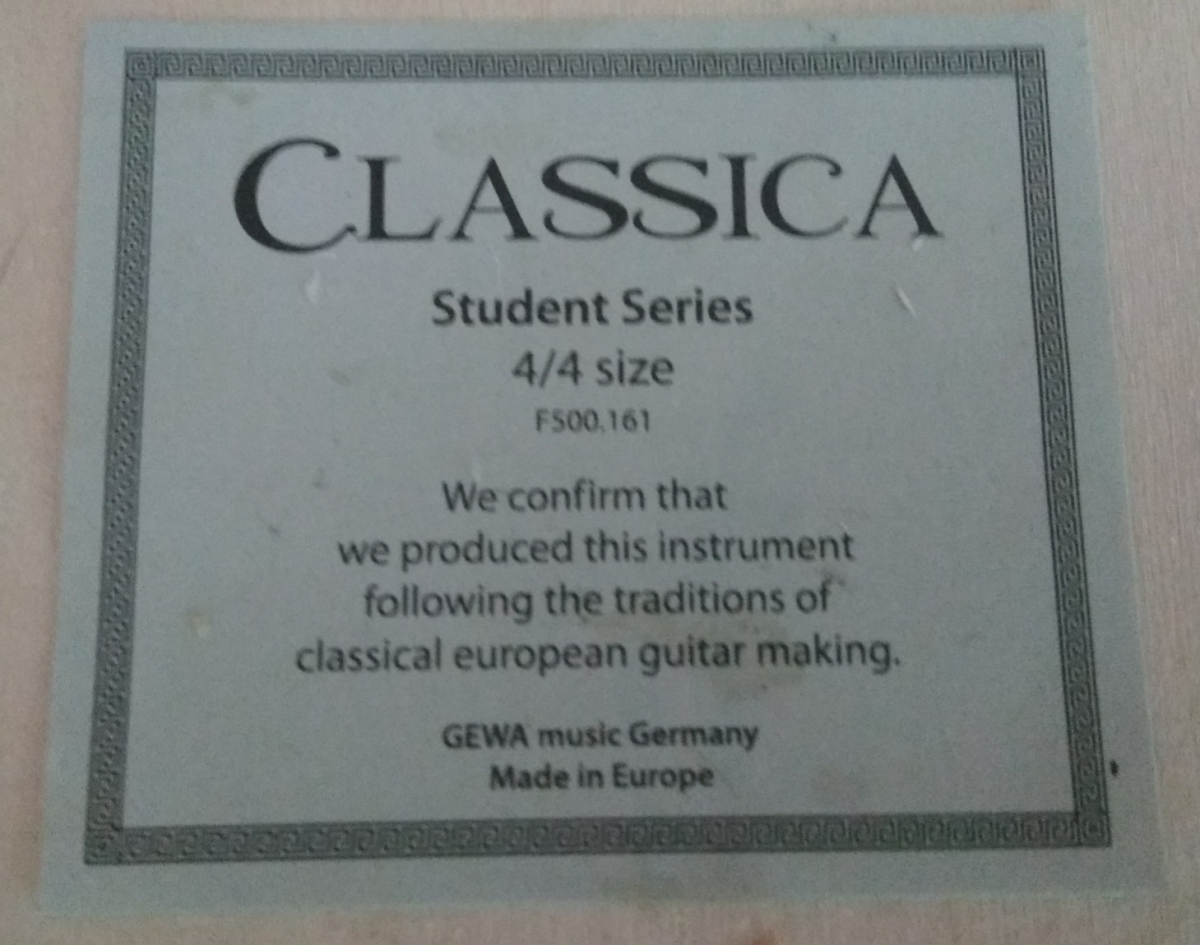 CLASSICA
Student Series
4/4 size
F500.161
We confirm that
we produced this instrument
following the traditions of
classical european guitar making.
GEWA music Germany
Made in Europe